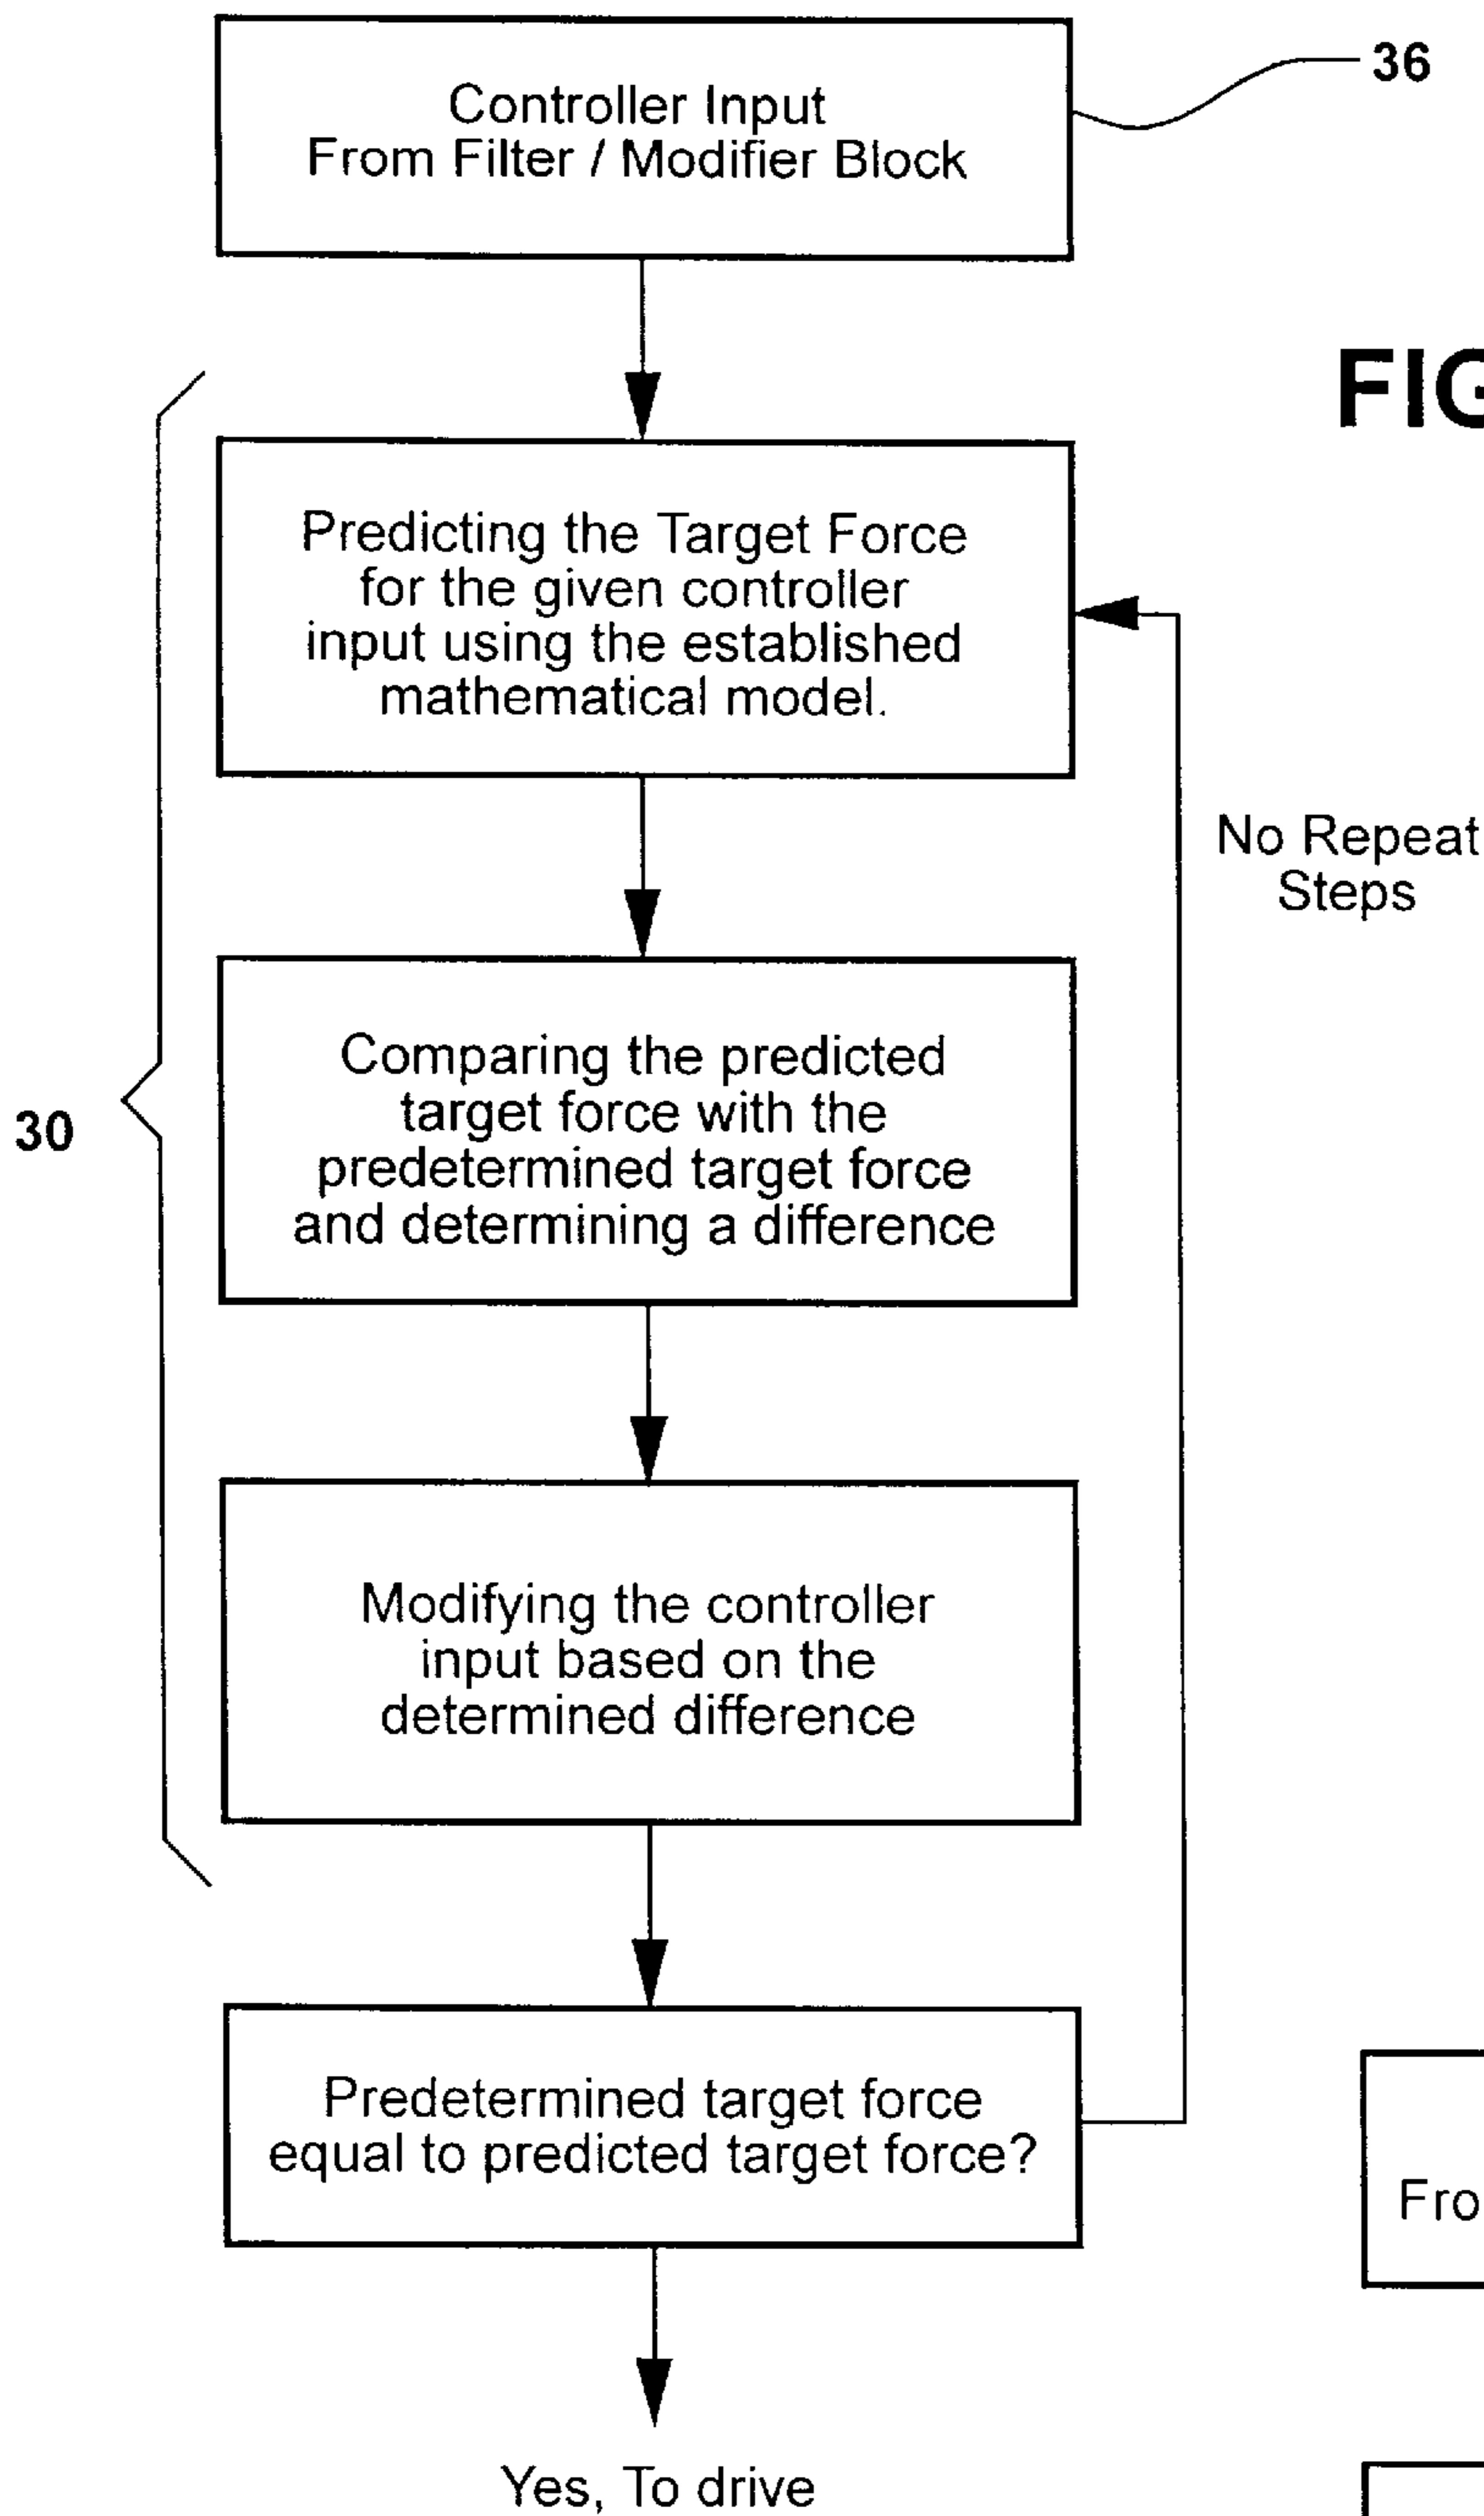 Controller Input
From Filter / Modifier Block
36
FIG
Predicting the Target Force
for the given controller
input using the established
mathematical model.
No Repeat
Steps
Comparing the predicted
target force with the
predetermined target force
and determining a difference
30
Modifying the controller
input based on the
determined difference
Predetermined target force
equal to predicted target force?
Fro
Yes, To drive